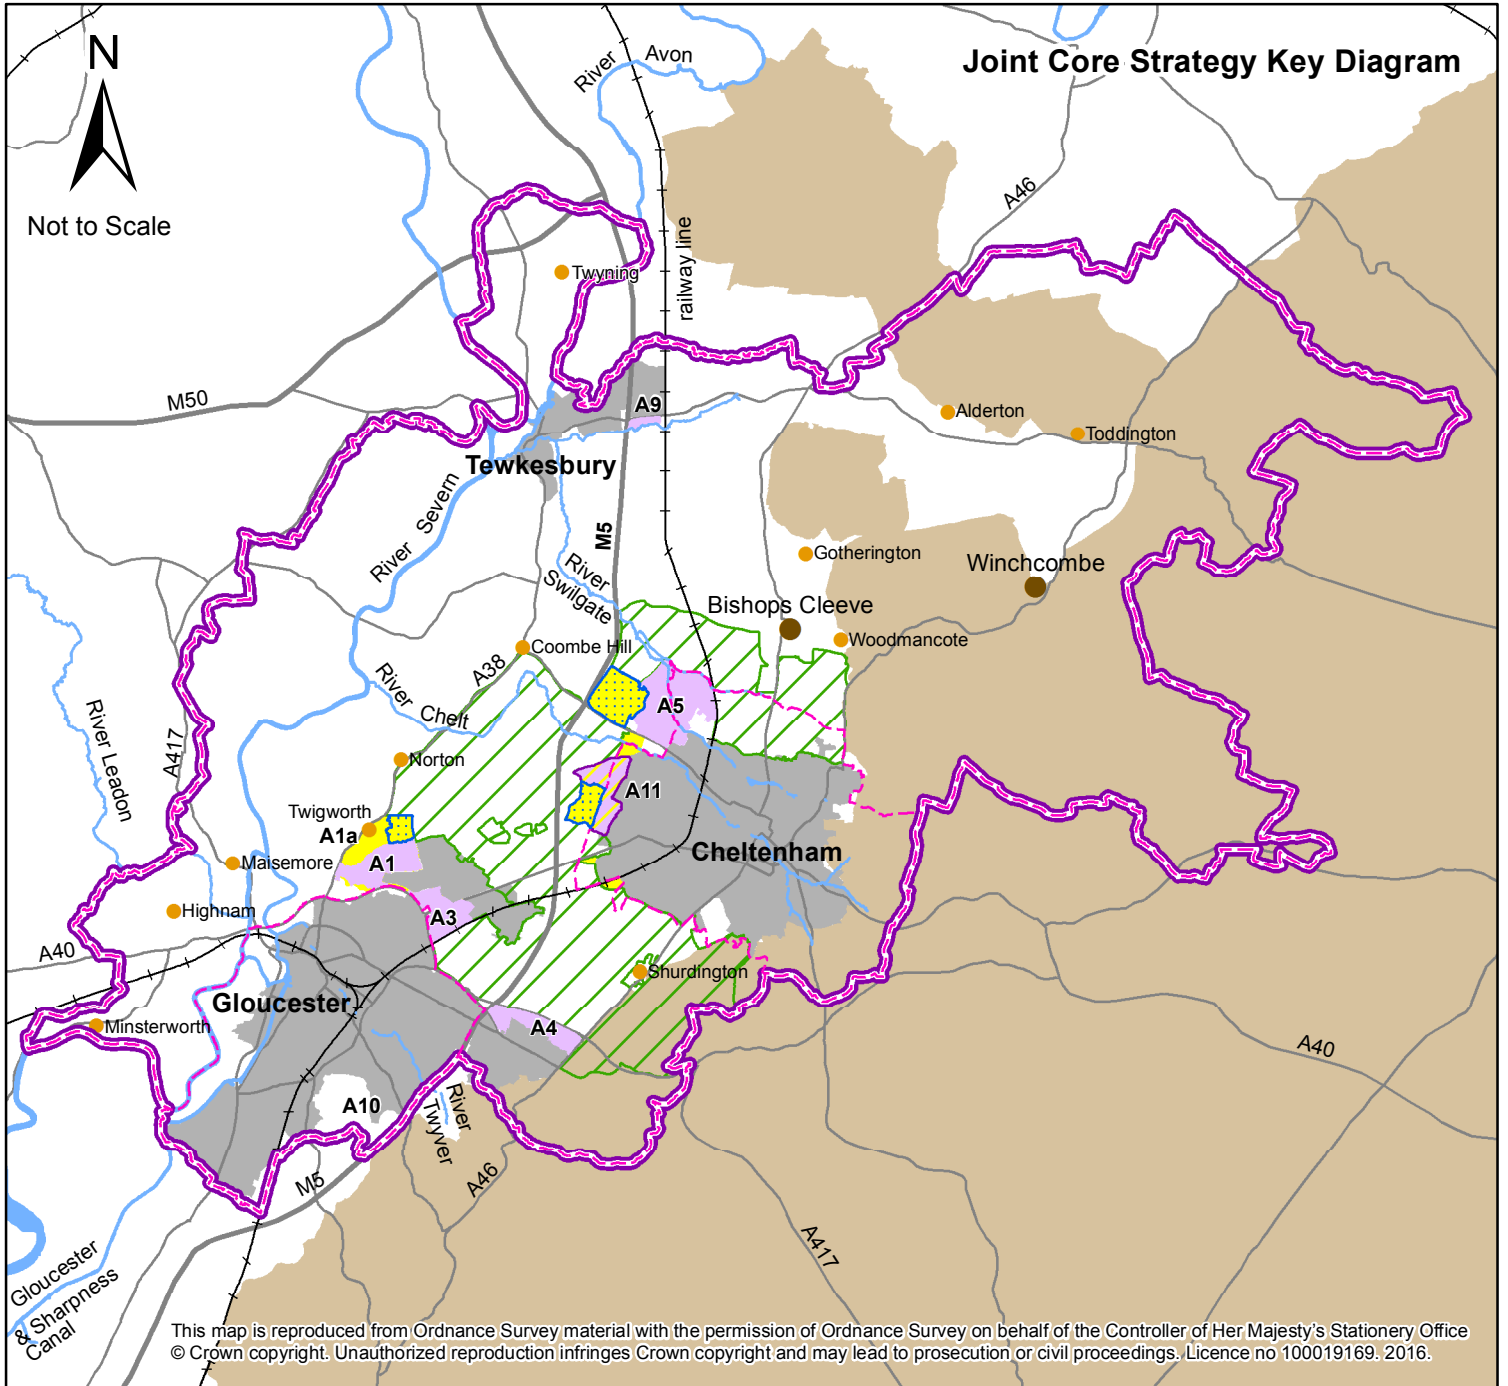 Joint Core Strategy Key Diagram
N
Not to Scale
River
Avon
A46
railway line
Twyning
M50
A9
Alderton
Toddington
Tewkesbury
River Severn
M5
River
Swilgate
Gotherington
Winchcombe
Bishops Cleeve
Woodmancote
Coombe Hill
A38
River
Chelt
A5
River Leadon
A417
Norton
A11
Twigworth
A1a
A1
Cheltenham
Maisemore
Highnam
A3
A40
Shurdington
Gloucester
Minsterworth
A4
A40
A10
River
Twyver
M5
A46
A417
Gloucester
& Sharpness
Canal
This map is reproduced from Ordnance Survey material with the permission of Ordnance Survey on behalf of the Controller of Her Majesty's Stationery Office
© Crown copyright. Unauthorized reproduction infringes Crown copyright and may lead to prosecution or civil proceedings. Licence no 100019169. 2016.